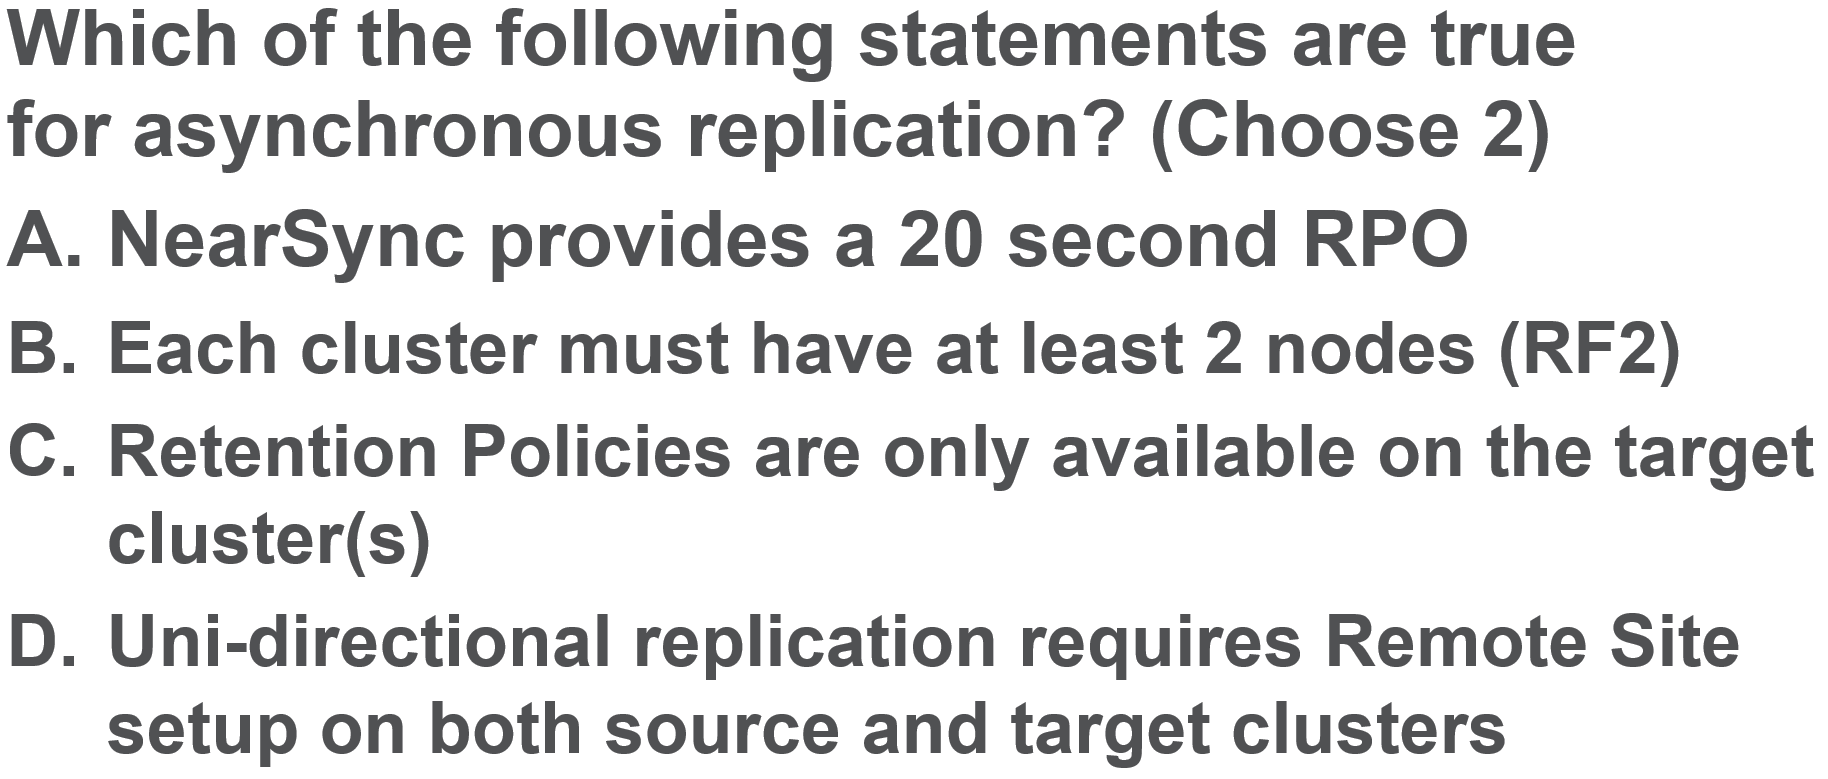 Which of the following statements are true
for asynchronous replication? (Choose 2)
A. NearSync provides a 20 second RPO
B. Each cluster must have at least 2 nodes (RF2)
C. Retention Policies are only available on the target
cluster(s)
D. Uni-directional replication requires Remote Site
setup on both source and target clusters